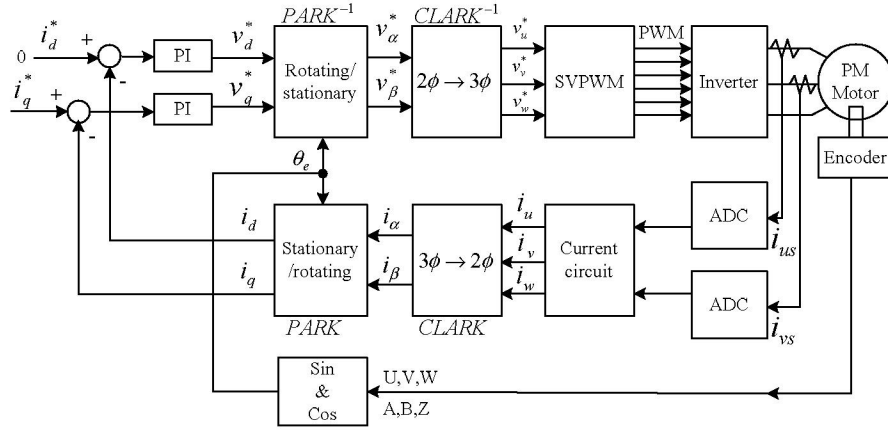 PARK⁻¹ CLARK⁻¹
0 i_d^* + - PI v_d^* Rotating/ stationary v_α^* 2ϕ → 3ϕ v_u^* SVPWM PWM Inverter PM Motor
i_q^* + - PI v_q^* v_β^* v_v^* v_w^*
θ_e Encoder
i_d Stationary /rotating i_α 3ϕ → 2ϕ i_u Current circuit ADC i_us
i_q i_β i_v i_w ADC i_vs
PARK CLARK
Sin & Cos U,V,W
A,B,Z